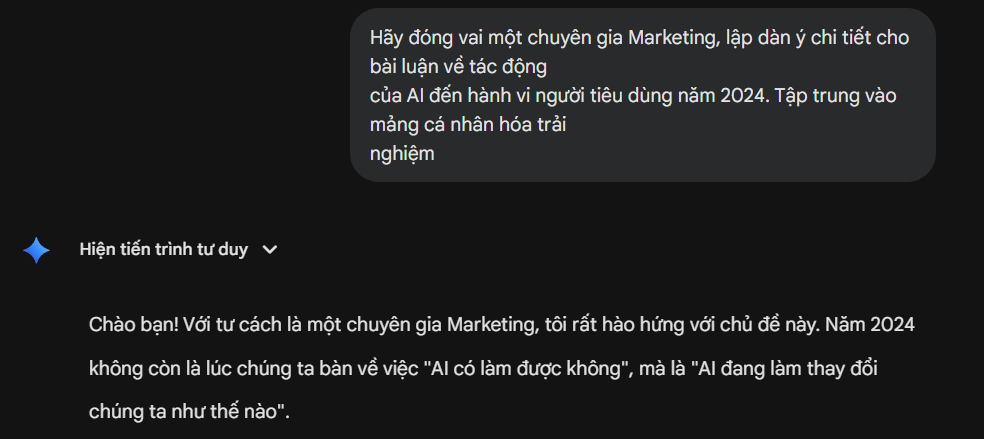 Hãy đóng vai một chuyên gia Marketing, lập dàn ý chi tiết cho
bài luận về tác động
của AI đến hành vi người tiêu dùng năm 2024. Tập trung vào
mảng cá nhân hóa trải
nghiệm
Hiện tiến trình tư duy
Chào bạn! Với tư cách là một chuyên gia Marketing, tôi rất hào hứng với chủ đề này. Năm 2024
không còn là lúc chúng ta bàn về việc "AI có làm được không", mà là "AI đang làm thay đổi
chúng ta như thế nào".